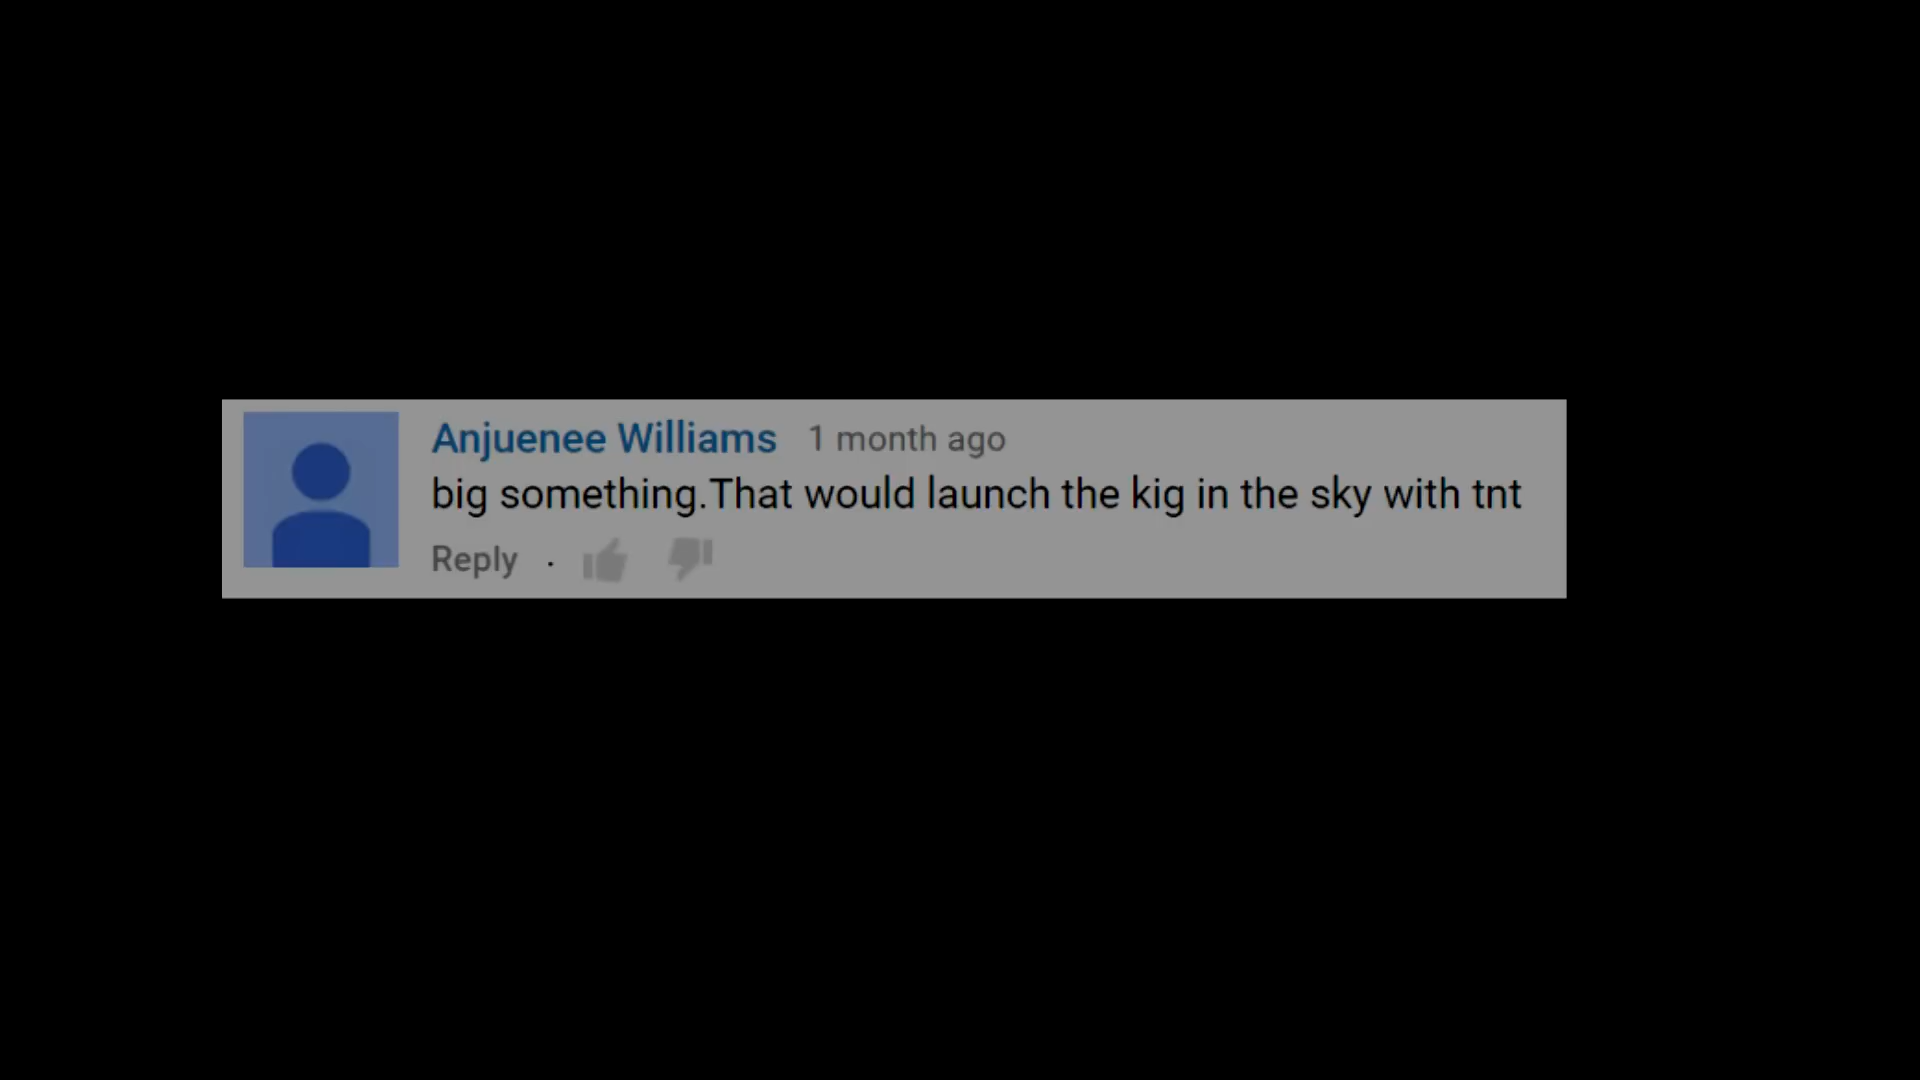 Anjuenee Williams 1 month ago
big something.That would launch the kig in the sky with tnt
Reply ·